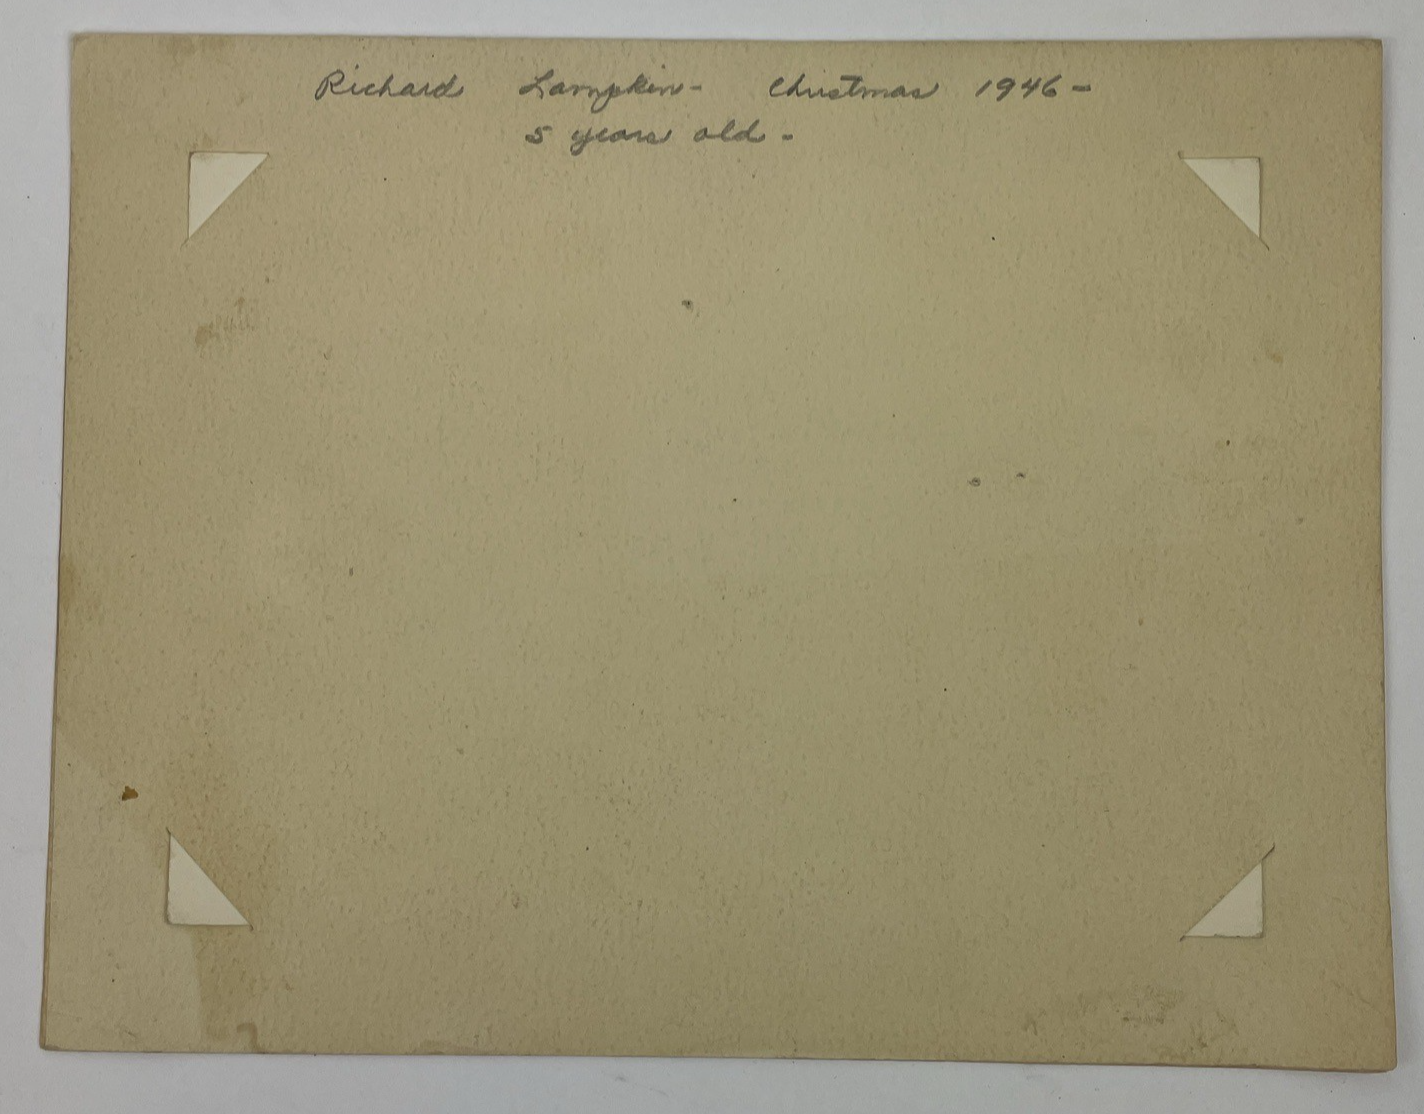 Richard Lampkin - Christmas 1946 -
5 years old -